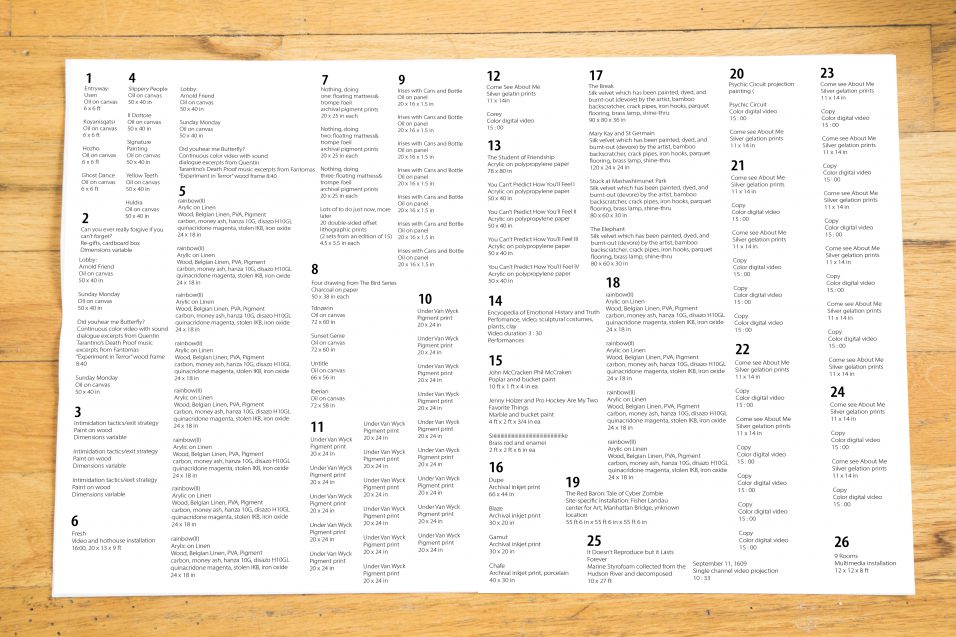 1
Entryway:
Usen
Oil on canvas
6 x 6 ft
Koyanisqatsi
Oil on canvas
6 x 6 ft
Hozho
Oil on canvas
6 x 6 ft
Ghost Dance
Oil on canvas
6 x 6 ft
2
Can you ever really forgive if you
can't forget?
Re-gifts, cardboard box
Dimensions variable
Lobby:
Arnold Friend
Oil on canvas
50 x 40 in
Sunday Monday
Oil on canvas
50 x 40 in
Did you hear me Butterfly?
Continuous color video with sound
dialogue excerpts from Quentin
Tarantino's Death Proof music
excerpts from Fantomas
"Experiment in Terror" wood frame
8:40
Sunday Monday
Oil on canvas
50 x 40 in
3
Intimidation tactics/exit strategy
Paint on wood
Dimensions variable
Intimidation tactics/exit strategy
Paint on wood
Dimensions variable
Intimidation tactics/exit strategy
Paint on wood
Dimensions variable
6
Fresh
Video and hothouse installation
16:00, 20 x 13 x 9 ft
4
Slippery People
Oil on canvas
50 x 40 in
Il Dottore
Oil on canvas
50 x 40 in
Signature
Painting
Oil on canvas
50 x 40 in
Yellow Teeth
Oil on canvas
50 x 40 in
Huldra
Oil on canvas
50 x 40 in
Lobby:
Arnold Friend
Oil on canvas
50 x 40 in
Sunday Monday
Oil on canvas
50 x 40 in
Did you hear me Butterfly?
Continuous color video with sound
dialogue excerpts from Quentin
Tarantino's Death Proof music excerpts from Fantomas
"Experiment in Terror" wood frame 8:40
5
rainbow(II)
Arylic on Linen
Wood, Belgian Linen, PVA, Pigment
carbon, money ash, hanza 10G, disazo H10GL
quinacridone magenta, stolen IKB, iron oxide
24 x 18 in
rainbow(II)
Arylic on Linen
Wood, Belgian Linen, PVA, Pigment
carbon, money ash, hanza 10G, disazo H10GL
quinacridone magenta, stolen IKB, iron oxide
24 x 18 in
rainbow(II)
Arylic on Linen
Wood, Belgian Linen, PVA, Pigment
carbon, money ash, hanza 10G, disazo H10GL
quinacridone magenta, stolen IKB, iron oxide
24 x 18 in
rainbow(II)
Arylic on Linen
Wood, Belgian Linen, PVA, Pigment
carbon, money ash, hanza 10G, disazo H10GL
quinacridone magenta, stolen IKB, iron oxide
24 x 18 in
rainbow(II)
Arylic on Linen
Wood, Belgian Linen, PVA, Pigment
carbon, money ash, hanza 10G, disazo H10GL
quinacridone magenta, stolen IKB, iron oxide
24 x 18 in
rainbow(II)
Arylic on Linen
Wood, Belgian Linen, PVA, Pigment
carbon, money ash, hanza 10G, disazo H10GL
quinacridone magenta, stolen IKB, iron oxide
24 x 18 in
rainbow(II)
Arylic on Linen
Wood, Belgian Linen, PVA, Pigment
carbon, money ash, hanza 10G, disazo H10GL
quinacridone magenta, stolen IKB, iron oxide
24 x 18 in
rainbow(II)
Arylic on Linen
Wood, Belgian Linen, PVA, Pigment
carbon, money ash, hanza 10G, disazo H10GL
quinacridone magenta, stolen IKB, iron oxide
24 x 18 in
7
Nothing, doing
one: floating mattress&
trompe foeil
archival pigment prints
20 x 25 in each
Nothing, doing
two: floating mattress&
trompe foeil
archival pigment prints
20 x 25 in each
Nothing, doing
three: floating mattress&
trompe foeil
archival pigment prints
20 x 25 in each
Lots of to do just now, more
later
20 double-sided offset
lithographic prints
(2 sets from an edition of 15)
4.5 x 5.5 in each
8
Four drawing from The Bird Series
Charcoal on paper
50 x 38 in each
Tdnzerin
Oil on canvas
72 x 60 in
Sunset Genie
Oil on canvas
72 x 60 in
Untitle
Oil on canvas
66 x 56 in
Iberian
Oil on canvas
72 x 58 in
11
Under Van Wyck
Pigment print
20 x 24 in
Under Van Wyck
Pigment print
20 x 24 in
Under Van Wyck
Pigment print
20 x 24 in
Under Van Wyck
Pigment print
20 x 24 in
Under Van Wyck
Pigment print
20 x 24 in
Under Van Wyck
Pigment print
20 x 24 in
Under Van Wyck
Pigment print
20 x 24 in
Under Van Wyck
Pigment print
20 x 24 in
Under Van Wyck
Pigment print
20 x 24 in
Under Van Wyck
Pigment print
20 x 24 in
Under Van Wyck
Pigment print
20 x 24 in
9
Irises with Cans and Bottle
Oil on panel
20 x 16 x 1.5 in
Irises with Cans and Bottle
Oil on panel
20 x 16 x 1.5 in
Irises with Cans and Bottle
Oil on panel
20 x 16 x 1.5 in
Irises with Cans and Bottle
Oil on panel
20 x 16 x 1.5 in
Irises with Cans and Bottle
Oil on panel
20 x 16 x 1.5 in
Irises with Cans and Bottle
Oil on panel
20 x 16 x 1.5 in
Irises with Cans and Bottle
Oil on panel
20 x 16 x 1.5 in
10
Under Van Wyck
Pigment print
20 x 24 in
Under Van Wyck
Pigment print
20 x 24 in
Under Van Wyck
Pigment print
20 x 24 in
Under Van Wyck
Pigment print
20 x 24 in
Under Van Wyck
Pigment print
20 x 24 in
Under Van Wyck
Pigment print
20 x 24 in
Under Van Wyck
Pigment print
20 x 24 in
Under Van Wyck
Pigment print
20 x 24 in
Under Van Wyck
Pigment print
20 x 24 in
Under Van Wyck
Pigment print
20 x 24 in
12
Come See About Me
Silver gelatin prints
11 x 14in
Corey
Color digital video
15 : 00
13
The Student of Friendship
Acrylic on polypropylene paper
78 x 80 in
You Can't Predict How You'll Feel I
Acrylic on polypropylene paper
50 x 40 in
You Can't Predict How You'll Feel II
Acrylic on polypropylene paper
50 x 40 in
You Can't Predict How You'll Feel III
Acrylic on polypropylene paper
50 x 40 in
You Can't Predict How You'll Feel IV
Acrylic on polypropylene paper
50 x 40 in
14
Encyopedia of Emotional History and Truth
Perfomance, video, sculptural costumes,
plants, clay
Video duration 3 : 30
Performances
15
John McCracken Phil McCraken
Poplar annd bucket paint
10 ft x 1 ft x 4 in ea
Jenny Holzer and Pro Hockey Are My Two
Favorite Things
Marble and bucket paint
4 ft x 2 ft x 3/4 in ea
Brass rod and enamel
2 ft x 2 ft x 6 in ea
16
Dupe
Archival inkjet print
66 x 44 in
Blaze
Archival inkjet print
30 x 20 in
Gamut
Archival inkjet print
30 x 20 in
Chafe
Archival inkjet print, porcelain
40 x 30 in
17
The Break
Silk velvet which has been painted, dyed, and
burnt-out (devore) by the artist, bamboo
backscratcher, crack pipes, iron hooks, parquet
flooring, brass lamp, shine-thru
90 x 80 x 36 in
Mary Kay and St Germain
Silk velvet which has been painted, dyed, and
burnt-out (devore) by the artist, bamboo
backscratcher, crack pipes, iron hooks, parquet
flooring, brass lamp, shine-thru
120 x 24 x 24 in
Stuck at Mashashimunet Park
Silk velvet which has been painted, dyed, and
burnt-out (devore) by the artist, bamboo
backscratcher, crack pipes, iron hooks, parquet
flooring, brass lamp, shine-thru
80 x 60 x 30 in
The Elephant
Silk velvet which has been painted, dyed, and
burnt-out (devore) by the artist, bamboo
backscratcher, crack pipes, iron hooks, parquet
flooring, brass lamp, shine-thru
80 x 60 x 30 in
18
rainbow(II)
Arylic on Linen
Wood, Belgian Linen, PVA, Pigment
carbon, money ash, hanza 10G, disazo H10GL
quinacridone magenta, stolen IKB, iron oxide
24 x 18 in
rainbow(II)
Arylic on Linen
Wood, Belgian Linen, PVA, Pigment
carbon, money ash, hanza 10G, disazo H10GL
quinacridone magenta, stolen IKB, iron oxide
24 x 18 in
rainbow(II)
Arylic on Linen
Wood, Belgian Linen, PVA, Pigment
carbon, money ash, hanza 10G, disazo H10GL
quinacridone magenta, stolen IKB, iron oxide
24 x 18 in
rainbow(II)
Arylic on Linen
Wood, Belgian Linen, PVA, Pigment
carbon, money ash, hanza 10G, disazo H10GL
quinacridone magenta, stolen IKB, iron oxide
24 x 18 in
19
The Red Baron: Tale of Cyber Zombie
Site-specific installation: Fisher Landau
center for Art, Manhattan Bridge, ynknown
location
55 ft 6 in x 55 ft 6 in x 55 ft 6 in
25
It Doesn't Reproduce but it Lasts
Forever
Marine Styrofoam collected from the
Hudson River and decomposed
10 x 27 ft
September 11, 1609
Single channel video projection
10 : 33
20
Psychic Circuit projection
painting (
Psychic Circuit
Color digital video
15 : 00
Come see About Me
Silver gelation prints
11 x 14 in
21
Come see About Me
Silver gelation prints
11 x 14 in
Copy
Color digital video
15 : 00
Come see About Me
Silver gelation prints
11 x 14 in
Copy
Color digital video
15 : 00
Copy
Color digital video
15 : 00
22
Come see About Me
Silver gelation prints
11 x 14 in
Copy
Color digital video
15 : 00
Come see About Me
Silver gelation prints
11 x 14 in
Copy
Color digital video
15 : 00
Copy
Color digital video
15 : 00
Copy
Color digital video
15 : 00
Copy
Color digital video
15 : 00
23
Come see About Me
Silver gelation prints
11 x 14 in
Copy
Color digital video
15 : 00
Come see About Me
Silver gelation prints
11 x 14 in
Copy
Color digital video
15 : 00
Copy
Color digital video
15 : 00
Come see About Me
Silver gelation prints
11 x 14 in
Copy
Color digital video
15 : 00
Come see About Me
Silver gelation prints
11 x 14 in
Copy
Color digital video
15 : 00
Come see About Me
Silver gelation prints
11 x 14 in
24
Come see About Me
Silver gelation prints
11 x 14 in
Copy
Color digital video
15 : 00
Come see About Me
Silver gelation prints
11 x 14 in
Copy
Color digital video
15 : 00
26
9 Rooms
Multimedia installation
12 x 12 x 8 ft